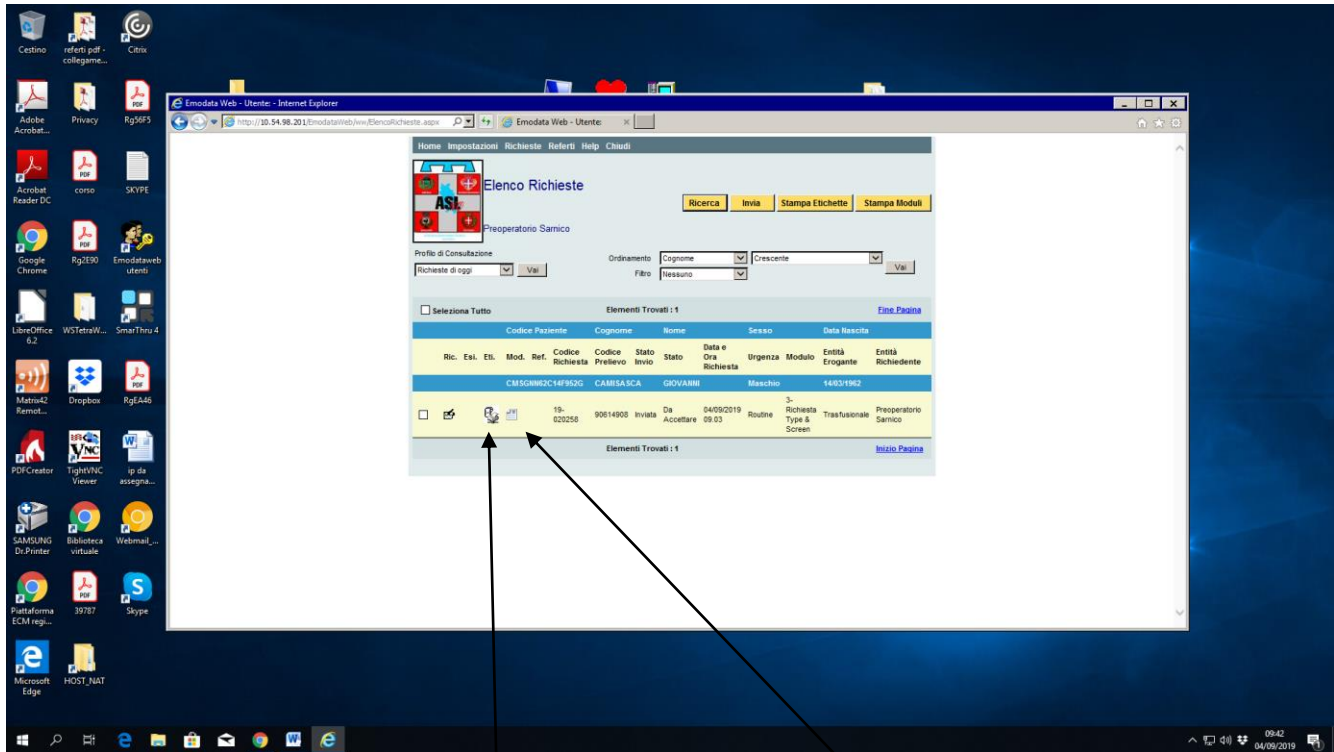 Cestino
referti pdf -
collegame...
Citrix
Adobe
Acrobat...
Privacy
Rg56F5
Acrobat
Reader DC
corso
SKYPE
Google
Chrome
Rg2E90
Emodataweb
utenti
LibreOffice
6.2
WSTetraW...
SmarThru 4
Matrix42
Remot...
Dropbox
RgEA46
PDFCreator
TightVNC
Viewer
ip da
assegna...
SAMSUNG
Dr.Printer
Biblioteca
virtuale
Webmail_...
Piattaforma
ECM regi...
39787
Skype
Microsoft
Edge
HOST_NAT
Emodata Web - Utente: - Internet Explorer
http://10.54.98.201/EmodataWeb/ww/ElencoRichieste.aspx
Emodata Web - Utente:
Home Impostazioni Richieste Referti Help Chiudi
ASL
Elenco Richieste
Ricerca Invia Stampa Etichette Stampa Moduli
Preoperatorio Sarnico
Profilo di Consultazione
Richieste di oggi Vai
Ordinamento Cognome Crescente
Filtro Nessuno Vai
Seleziona Tutto Elementi Trovati : 1 Fine Pagina
Codice Paziente Cognome Nome Sesso Data Nascita
Ric. Esi. Eti. Mod. Ref. Codice Richiesta Codice Prelievo Stato Invio Stato Data e Ora Richiesta Urgenza Modulo Entità Erogante Entità Richiedente
CMSGNN62C14F952G CAMISASCA GIOVANNI Maschio 14/03/1962
19-020258 90614908 Inviata Da Accettare 04/09/2019 09.03 Routine 3-Richiesta Type & Screen Trasfusionale Preoperatorio Sarnico
Elementi Trovati : 1 Inizio Pagina
09:42
04/09/2019